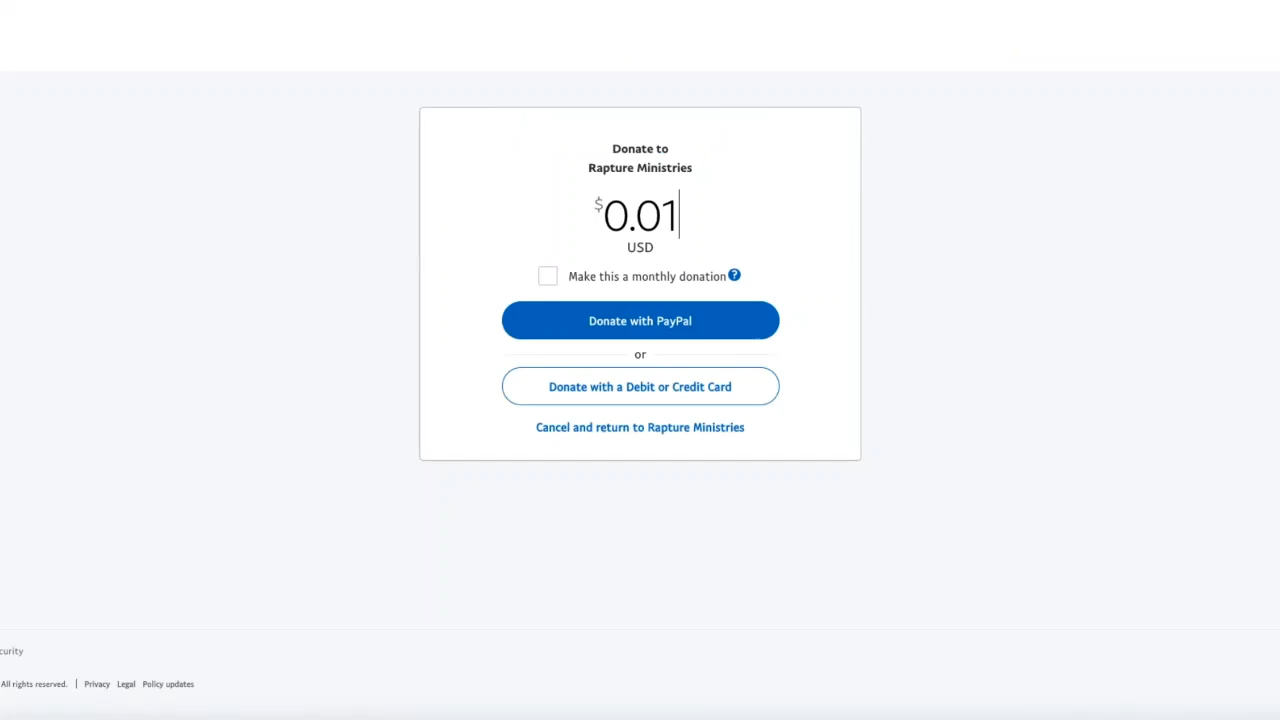 Donate to
Rapture Ministries
$0.01
USD
Make this a monthly donation ?
Donate with PayPal
or
Donate with a Debit or Credit Card
Cancel and return to Rapture Ministries
curity
All rights reserved. | Privacy Legal Policy updates